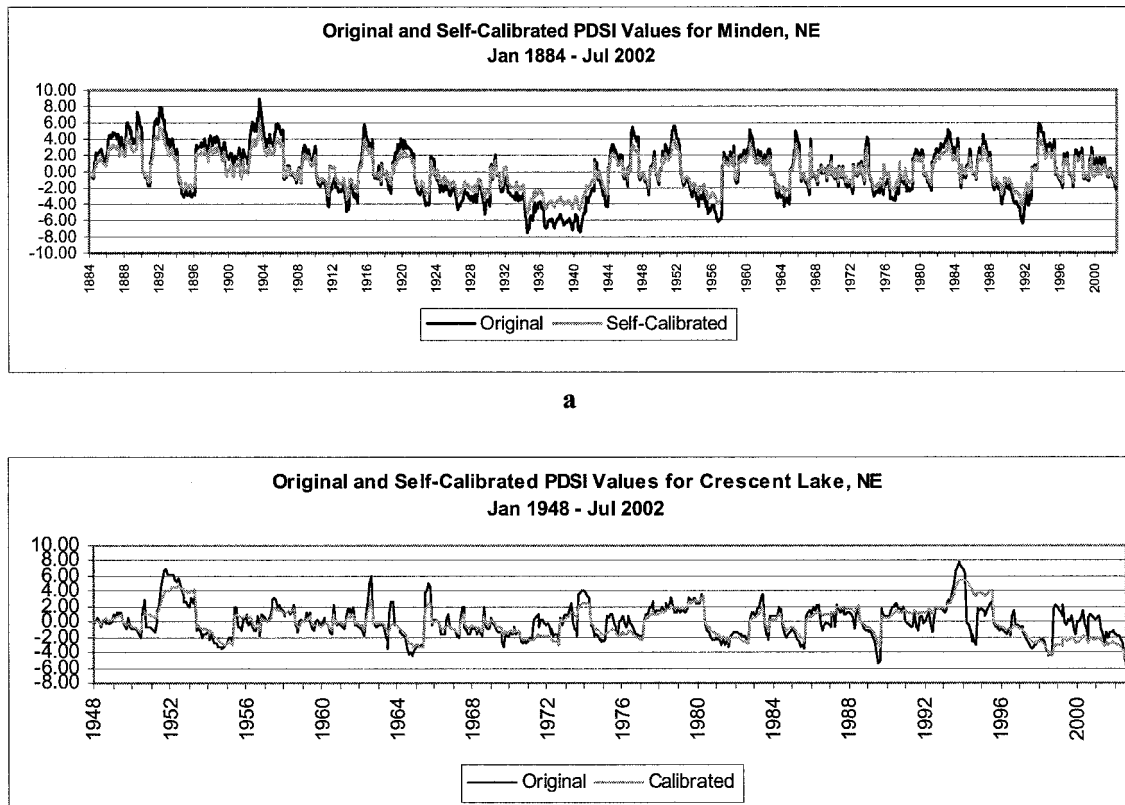 Original and Self-Calibrated PDSI Values for Minden, NE
Jan 1884 - Jul 2002
10.00
8.00
6.00
4.00
2.00
0.00
-2.00
-4.00
-6.00
-8.00
-10.00
1884 1888 1892 1896 1900 1904 1908 1912 1916 1920 1924 1928 1932 1936 1940 1944 1948 1952 1956 1960 1964 1968 1972 1976 1980 1984 1988 1992 1996 2000
Original Self-Calibrated
a
Original and Self-Calibrated PDSI Values for Crescent Lake, NE
Jan 1948 - Jul 2002
10.00
8.00
6.00
4.00
2.00
0.00
-2.00
-4.00
-6.00
-8.00
1948 1952 1956 1960 1964 1968 1972 1976 1980 1984 1988 1992 1996 2000
Original Calibrated